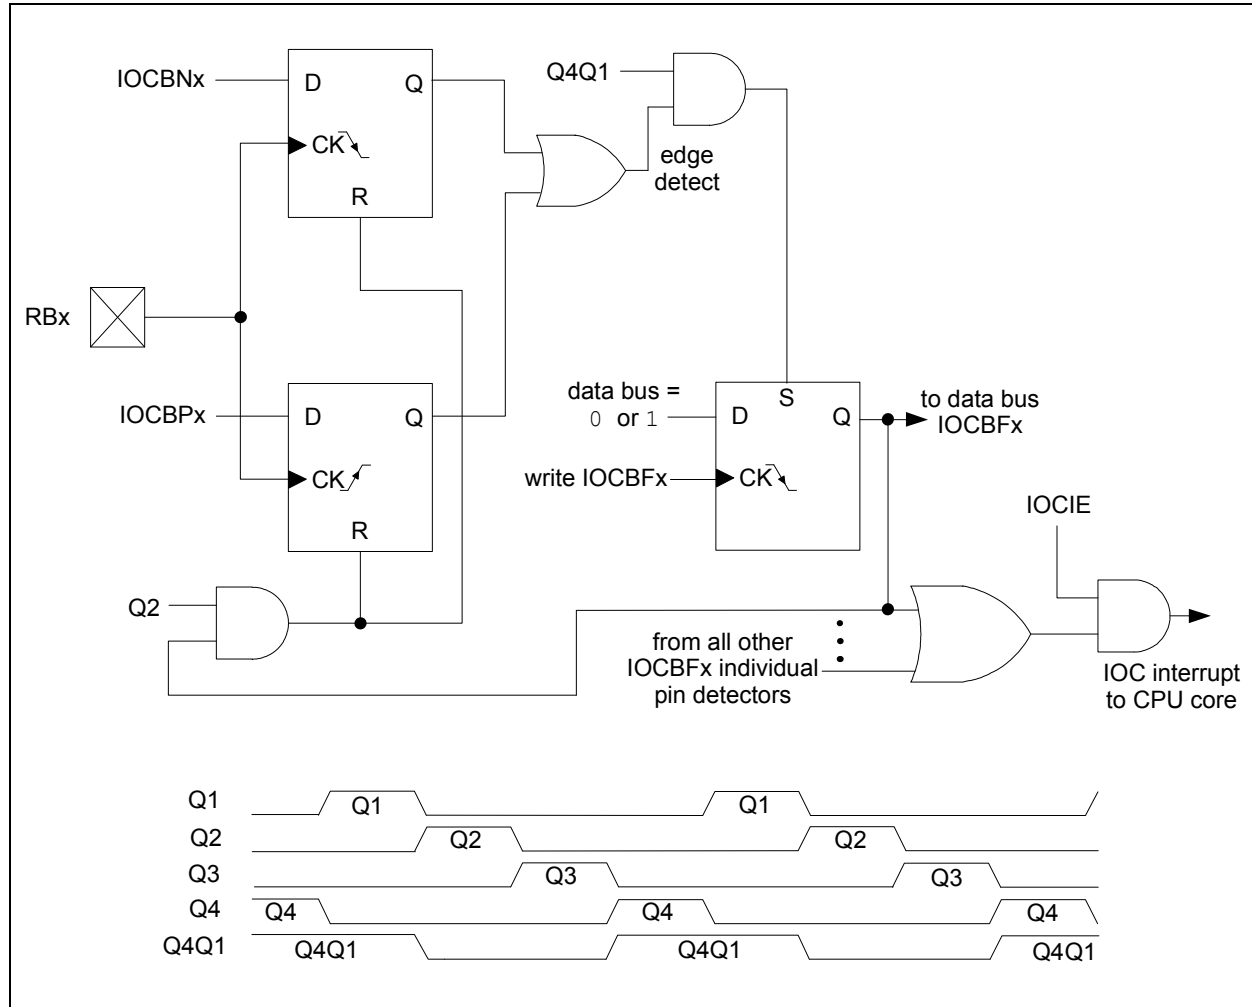 IOCBNx
D
Q
CK
R
Q4Q1
edge
detect
RBx
IOCBPx
D
Q
CK
R
data bus =
0 or 1
S
D
Q
to data bus
IOCBFx
write IOCBFx
CK
IOCIE
Q2
from all other
IOCBFx individual
pin detectors
IOC interrupt
to CPU core
Q1 Q1 Q1
Q2 Q2 Q2
Q3 Q3 Q3
Q4 Q4 Q4 Q4
Q4Q1 Q4Q1 Q4Q1 Q4Q1